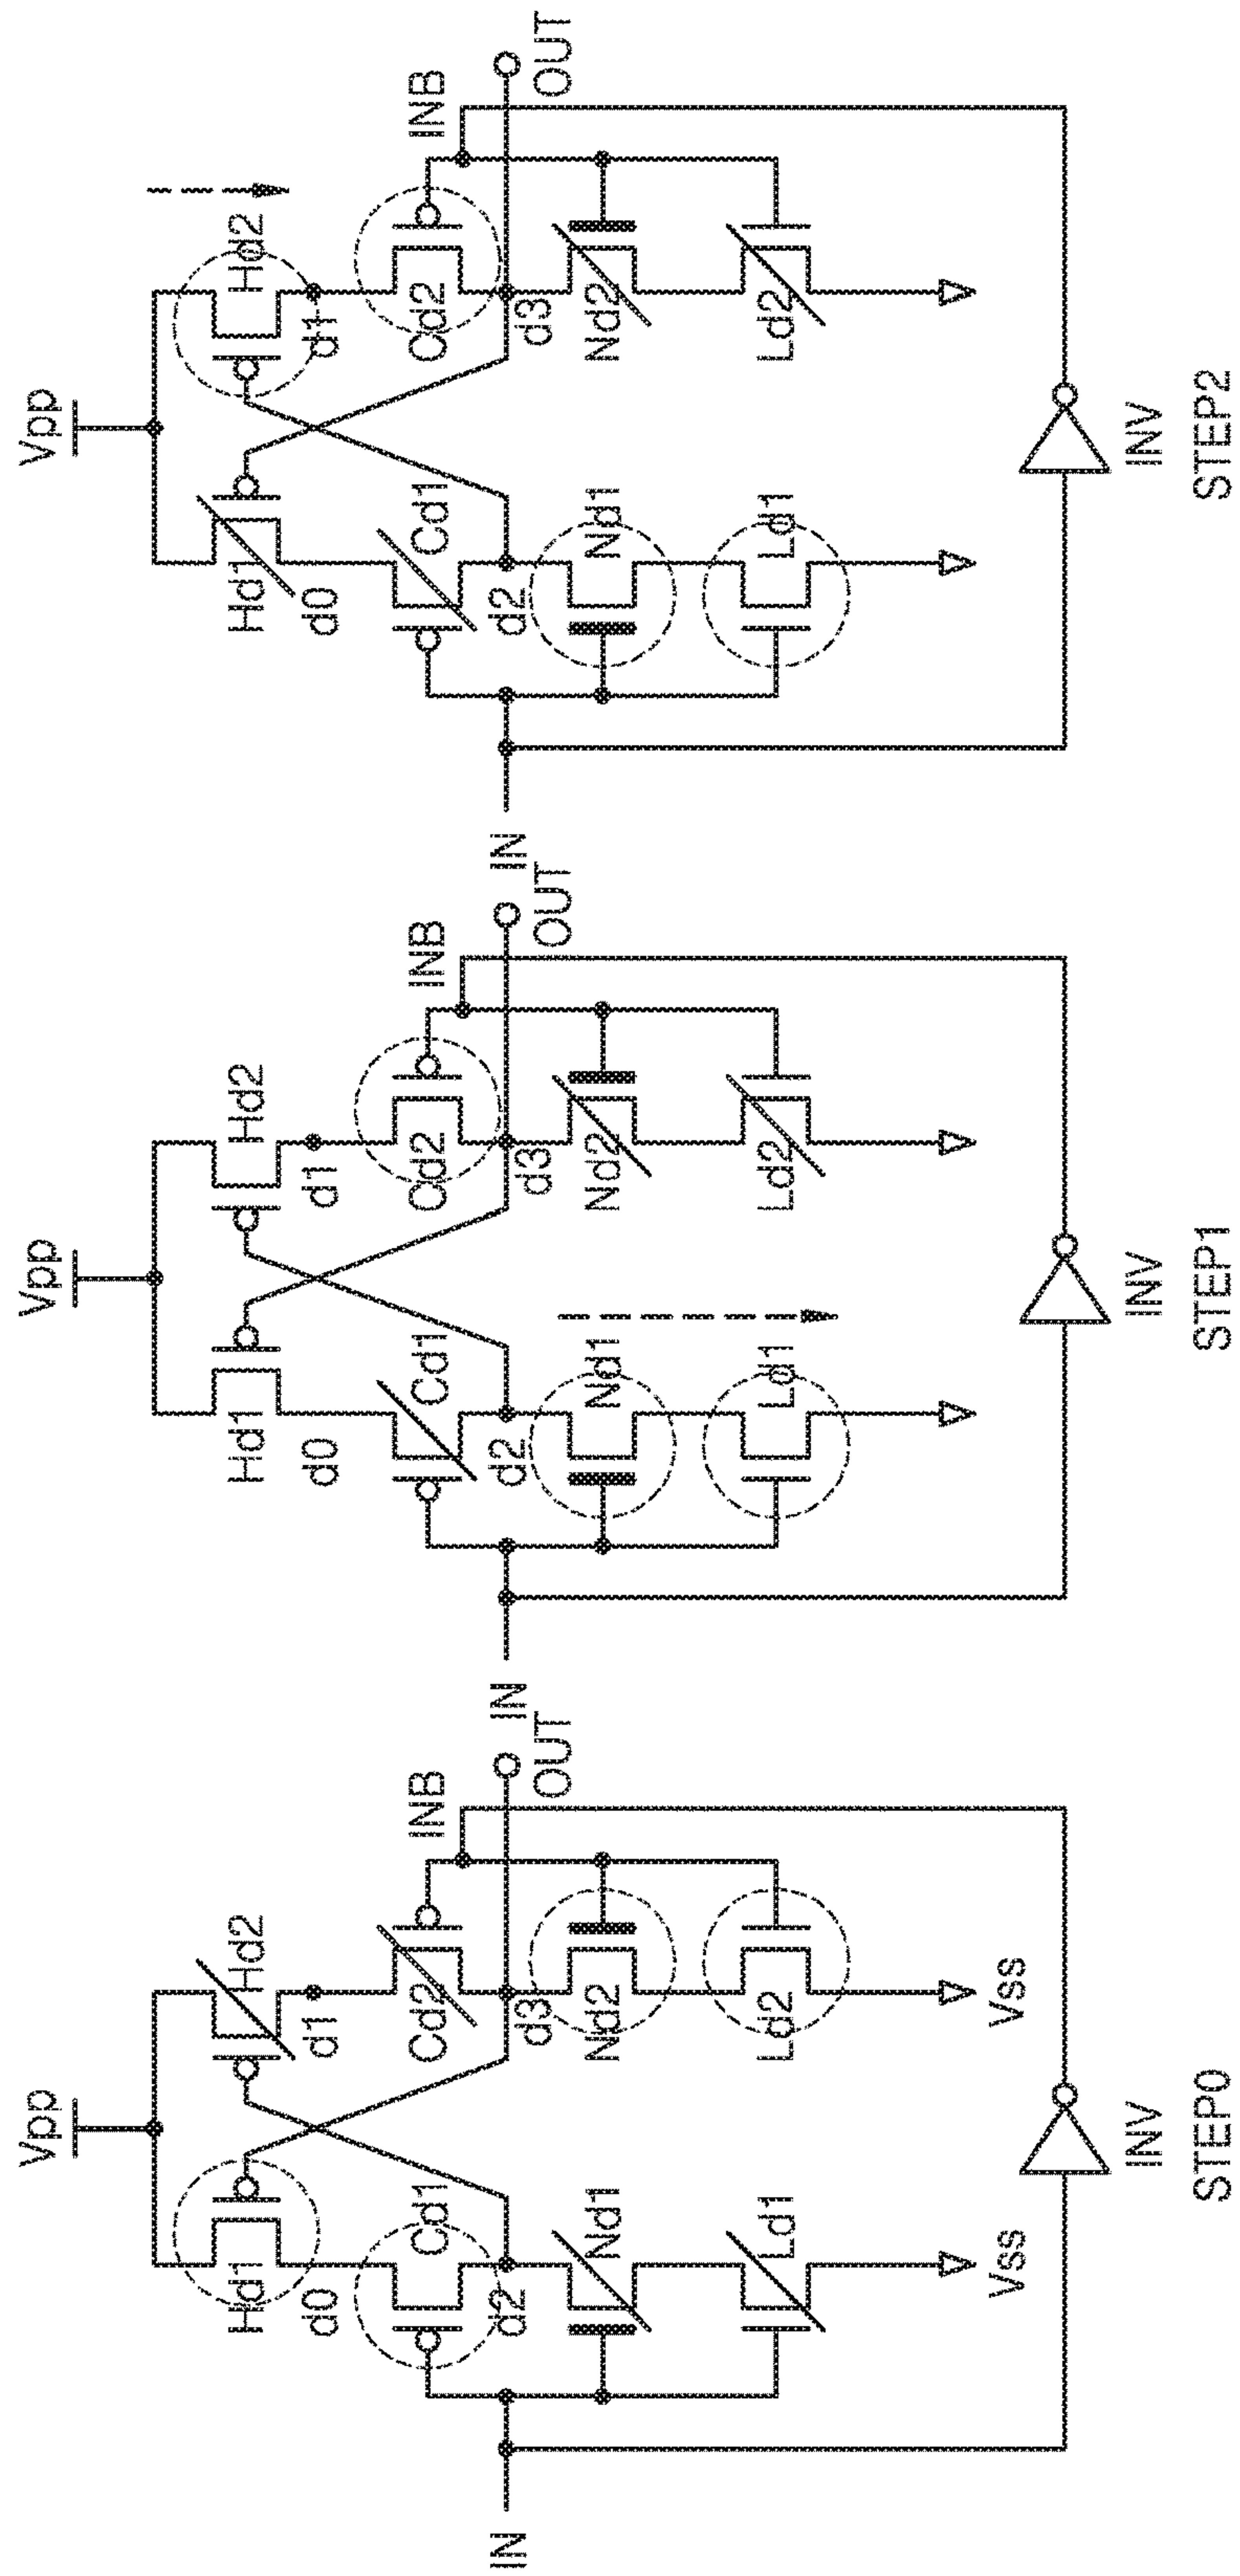 Vpp
Hd1
Hd2
d0
d1
Cd1
Cd2
INB
IN
d2
d3
OUT
Nd1
Nd2
Ld1
Ld2
Vss
Vss
INV
STEP0
Vpp
Hd1
Hd2
d0
d1
Cd1
Cd2
INB
IN
d2
d3
OUT
Nd1
Nd2
Ld1
Ld2
INV
STEP1
Vpp
Hd1
Hd2
d0
d1
Cd1
Cd2
INB
IN
d2
d3
OUT
Nd1
Nd2
Ld1
Ld2
INV
STEP2